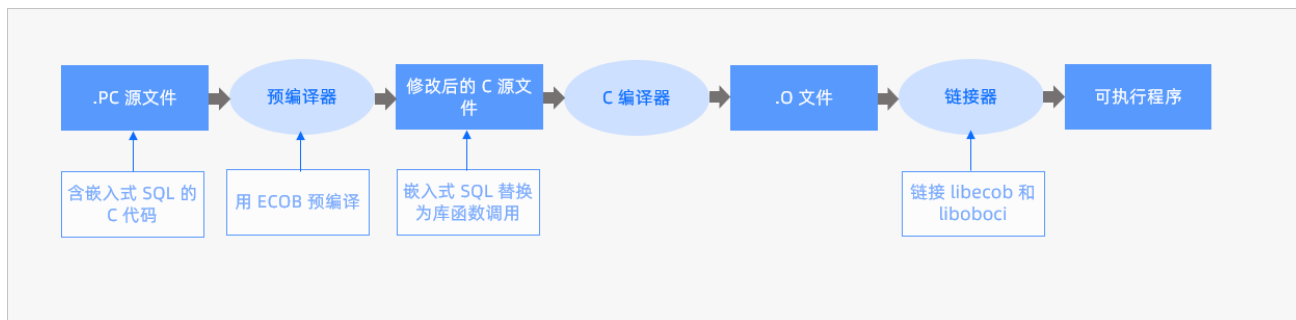 .PC 源文件
预编译器
修改后的 C 源文
件
C 编译器
.O 文件
链接器
可执行程序
含嵌入式 SQL 的
C 代码
用 ECOB 预编译
嵌入式 SQL 替换
为库函数调用
链接 libecob 和
liboboci